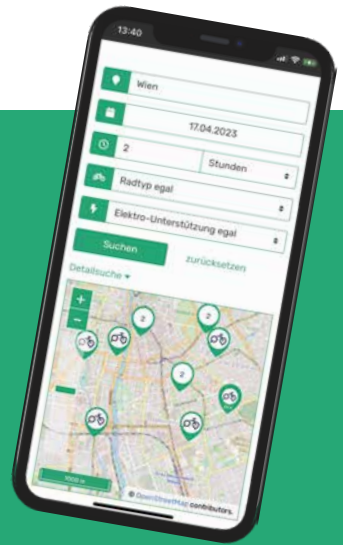 13:40
Wien
17.04.2023
2 Stunden
Radtyp egal
Elektro-Unterstützung egal
Suchen zurücksetzen
Detailsuche
+
2
2
−
2
1000 m
© OpenStreetMap contributors.